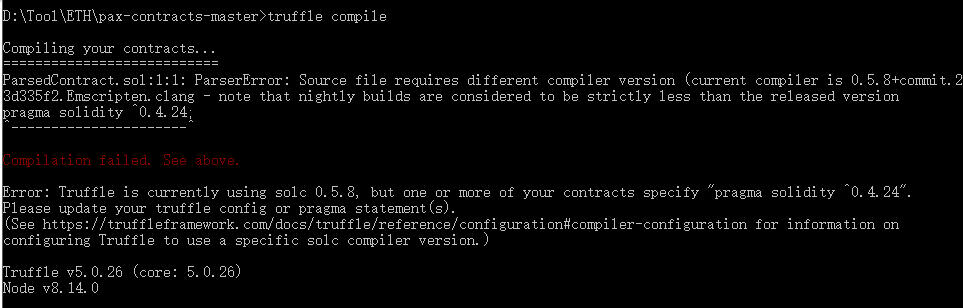 D:\Tool\ETH\pax-contracts-master>truffle compile
Compiling your contracts...
===========================
ParsedContract.sol:1:1: ParserError: Source file requires different compiler version (current compiler is 0.5.8+commit.2
3d335f2.Emscripten.clang - note that nightly builds are considered to be strictly less than the released version
pragma solidity ^0.4.24;
^----------------------^
Compilation failed. See above.
Error: Truffle is currently using solc 0.5.8, but one or more of your contracts specify "pragma solidity ^0.4.24".
Please update your truffle config or pragma statement(s).
(See https://truffleframework.com/docs/truffle/reference/configuration#compiler-configuration for information on
configuring Truffle to use a specific solc compiler version.)
Truffle v5.0.26 (core: 5.0.26)
Node v8.14.0